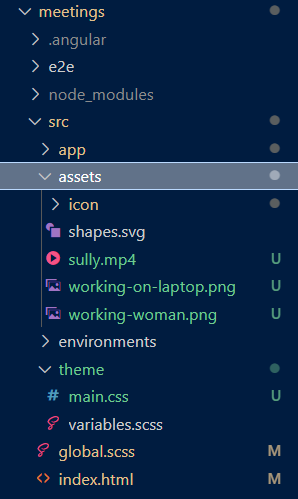 meetings
.angular
e2e
node_modules
src
app
assets
icon
shapes.svg
sully.mp4 U
working-on-laptop.png U
working-woman.png U
environments
theme
# main.css U
variables.scss
global.scss M
<> index.html M